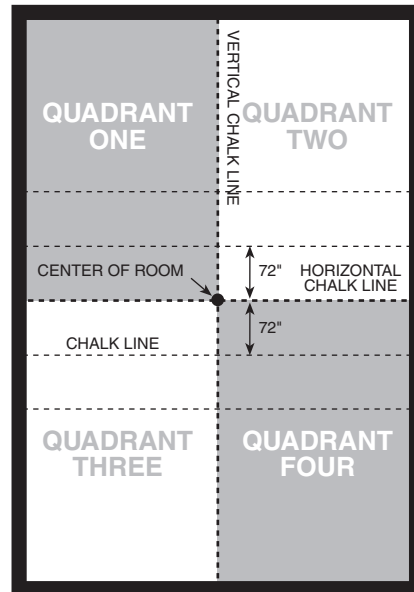 QUADRANT
ONE
VERTICAL CHALK LINE
QUADRANT
TWO
CENTER OF ROOM
72"
HORIZONTAL
CHALK LINE
72"
CHALK LINE
QUADRANT
THREE
QUADRANT
FOUR